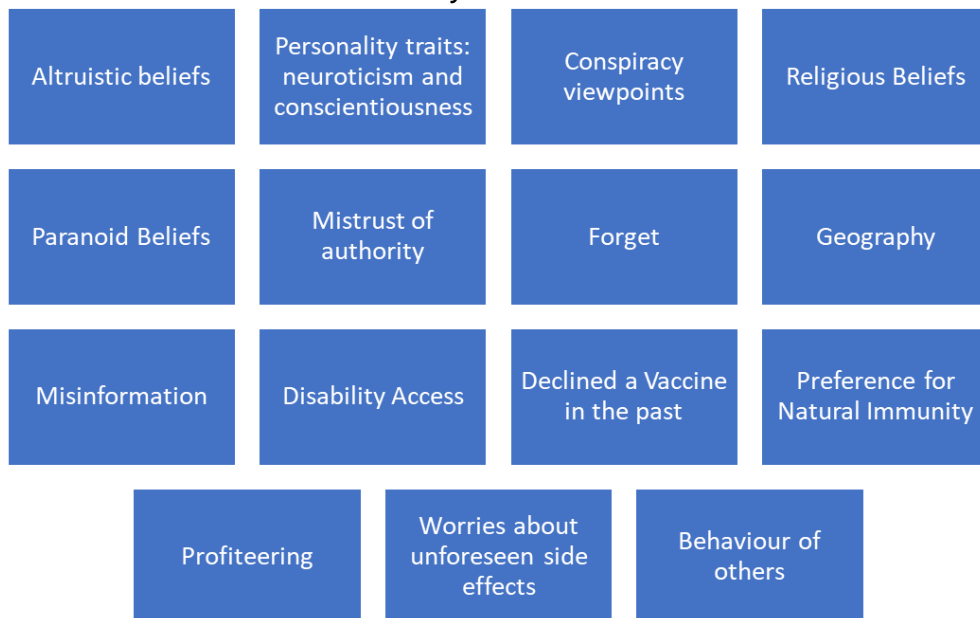 Altruistic beliefs
Personality traits:
neuroticism and
conscientiousness
Conspiracy
viewpoints
Religious Beliefs
Paranoid Beliefs
Mistrust of
authority
Forget
Geography
Misinformation
Disability Access
Declined a Vaccine
in the past
Preference for
Natural Immunity
Profiteering
Worries about
unforeseen side
effects
Behaviour of
others